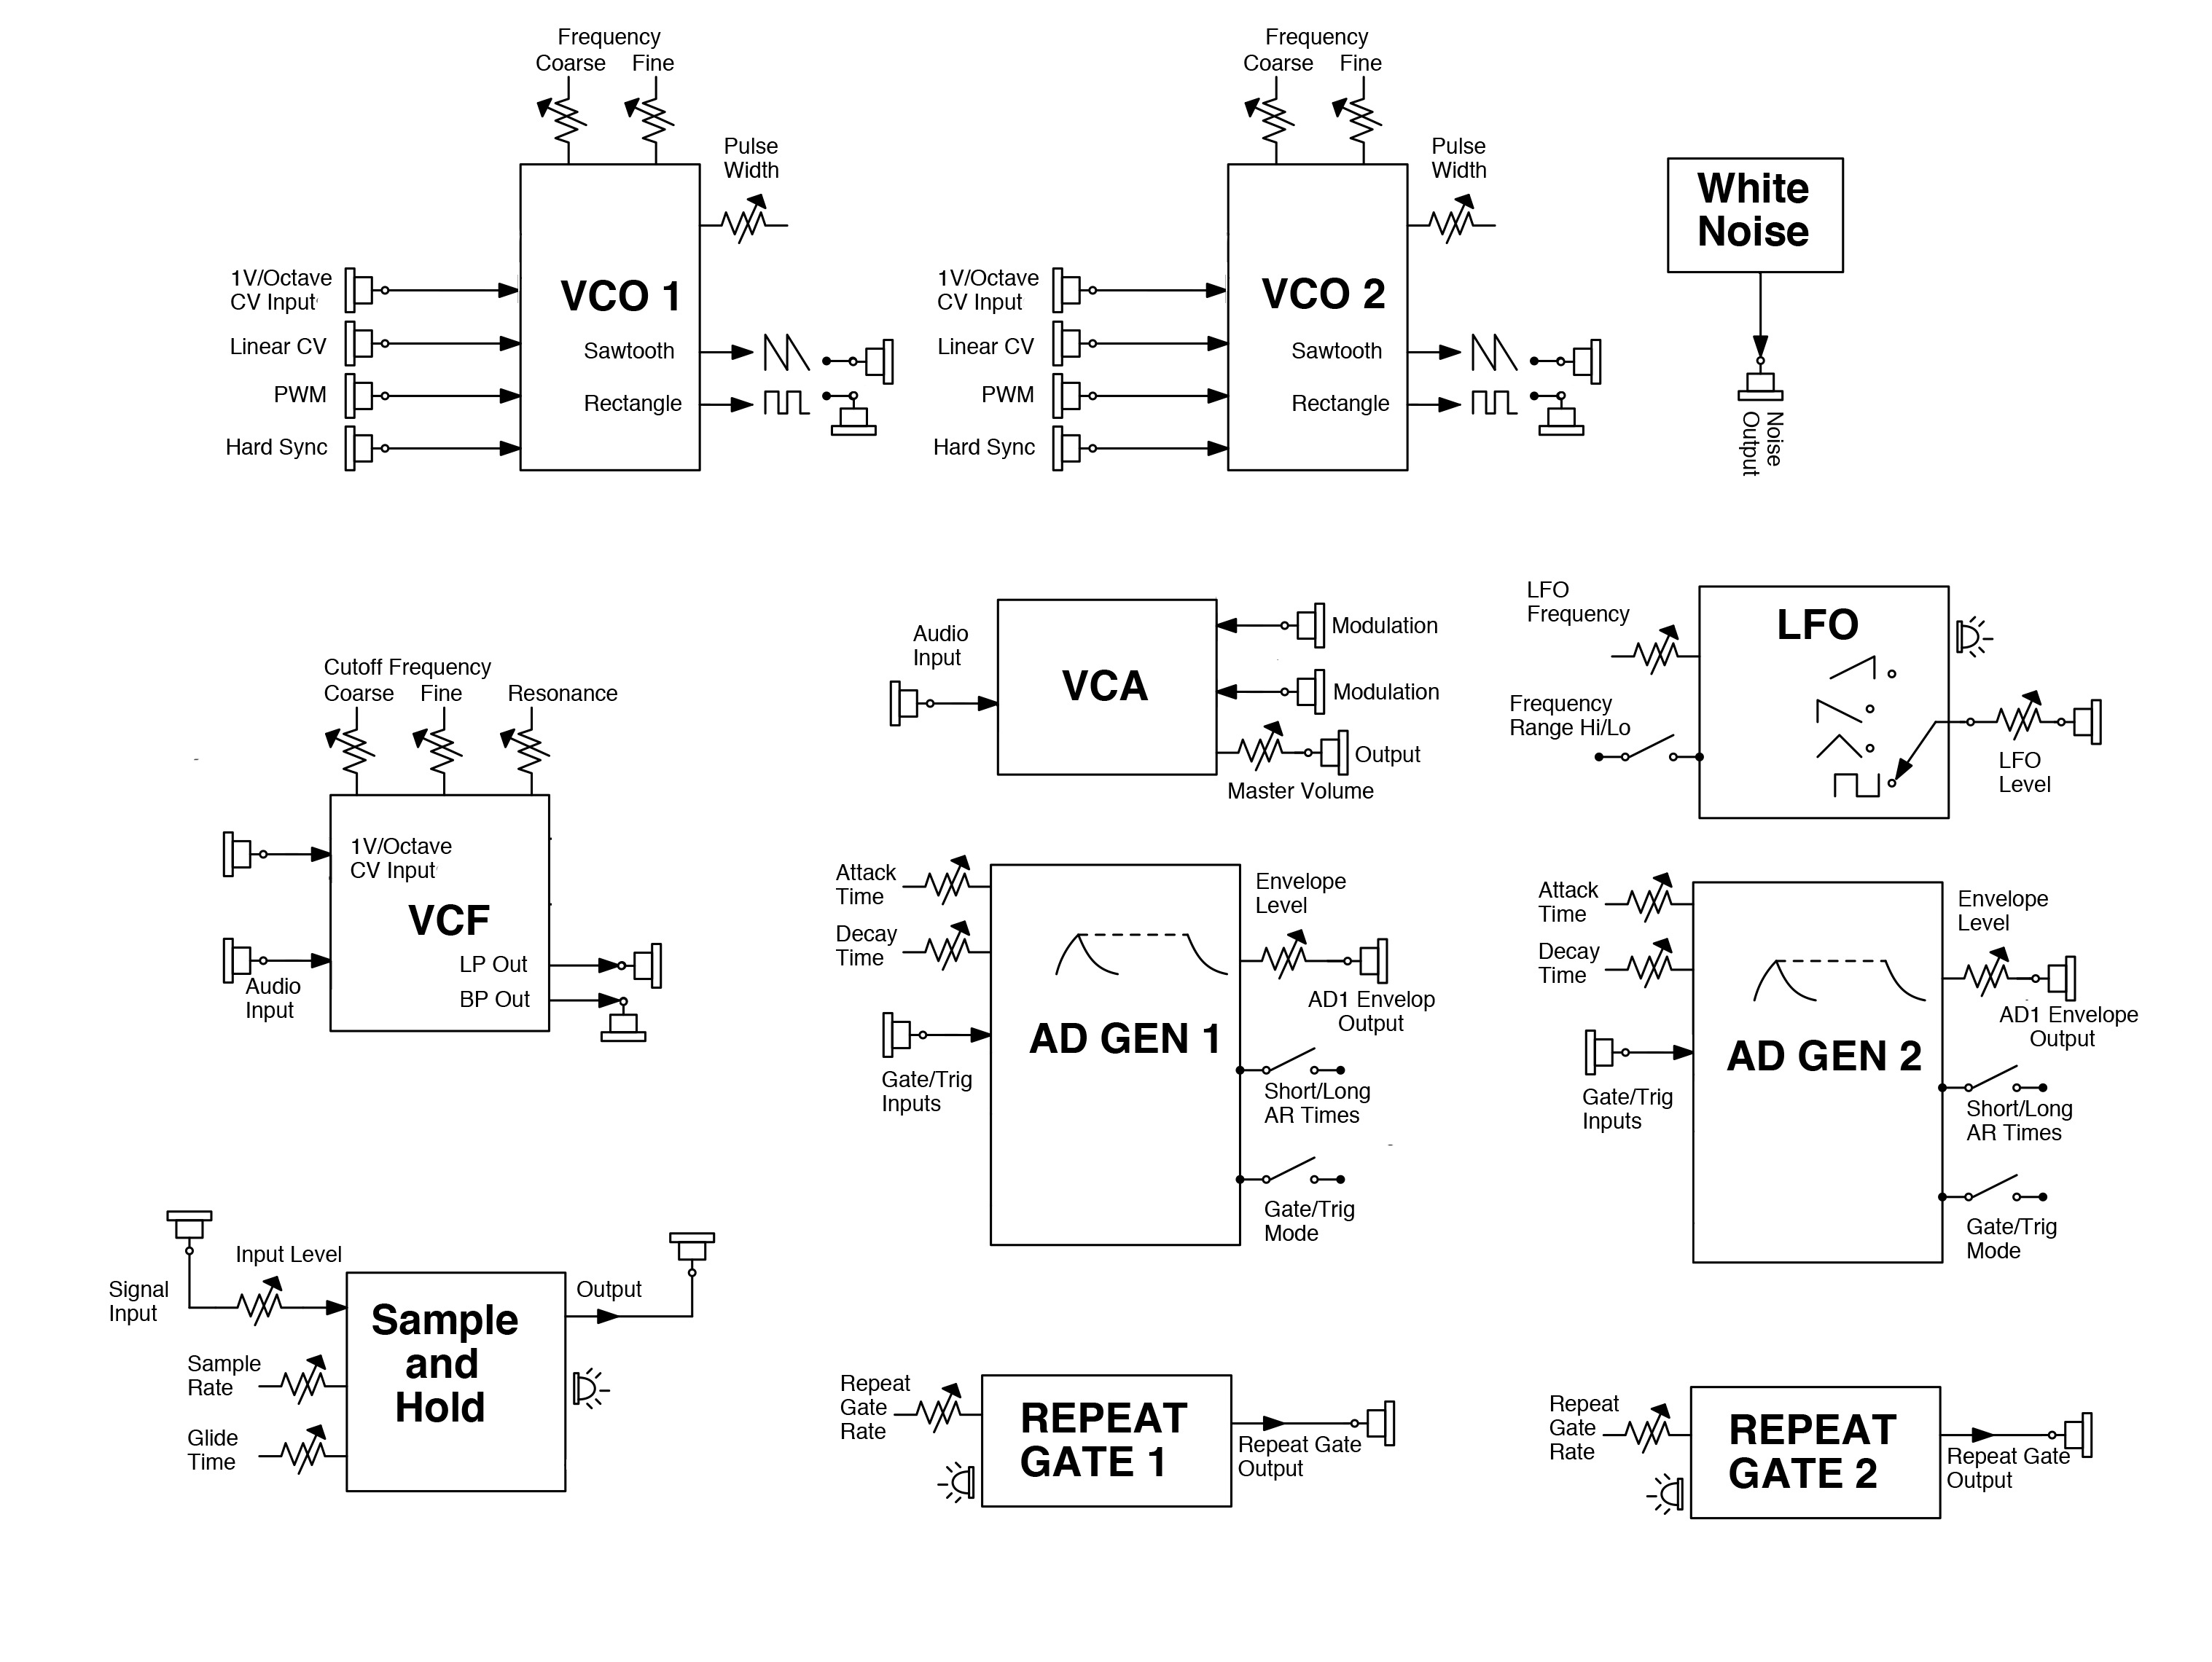 Frequency
Coarse Fine
Pulse
Width
1V/Octave
CV Input
Linear CV
PWM
Hard Sync
VCO 1
Sawtooth
Rectangle
Frequency
Coarse Fine
Pulse
Width
1V/Octave
CV Input
Linear CV
PWM
Hard Sync
VCO 2
Sawtooth
Rectangle
White
Noise
Noise
Output
Cutoff Frequency
Coarse Fine Resonance
1V/Octave
CV Input
VCF
Audio
Input
LP Out
BP Out
Audio
Input
VCA
Modulation
Modulation
Output
Master Volume
LFO
Frequency
Frequency
Range Hi/Lo
LFO
LFO
Level
Attack
Time
Decay
Time
Gate/Trig
Inputs
AD GEN 1
Envelope
Level
AD1 Envelop
Output
Short/Long
AR Times
Gate/Trig
Mode
Attack
Time
Decay
Time
Gate/Trig
Inputs
AD GEN 2
Envelope
Level
AD1 Envelope
Output
Short/Long
AR Times
Gate/Trig
Mode
Signal
Input
Input Level
Sample
Rate
Glide
Time
Sample
and
Hold
Output
Repeat
Gate
Rate
REPEAT
GATE 1
Repeat Gate
Output
Repeat
Gate
Rate
REPEAT
GATE 2
Repeat Gate
Output